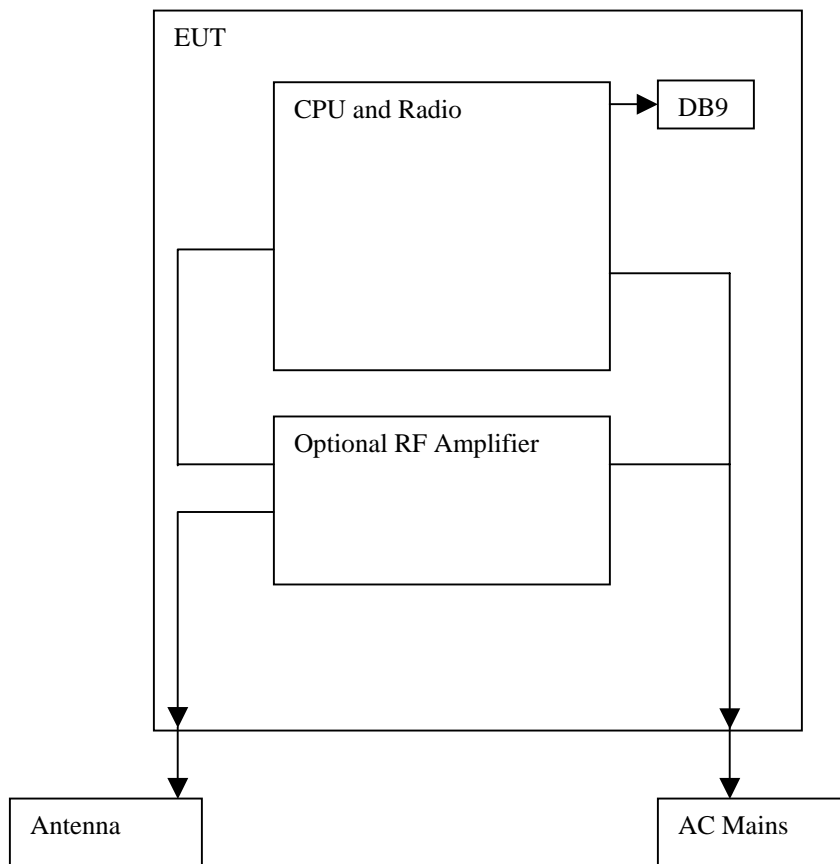 EUT
CPU and Radio
DB9
Optional RF Amplifier
Antenna
AC Mains